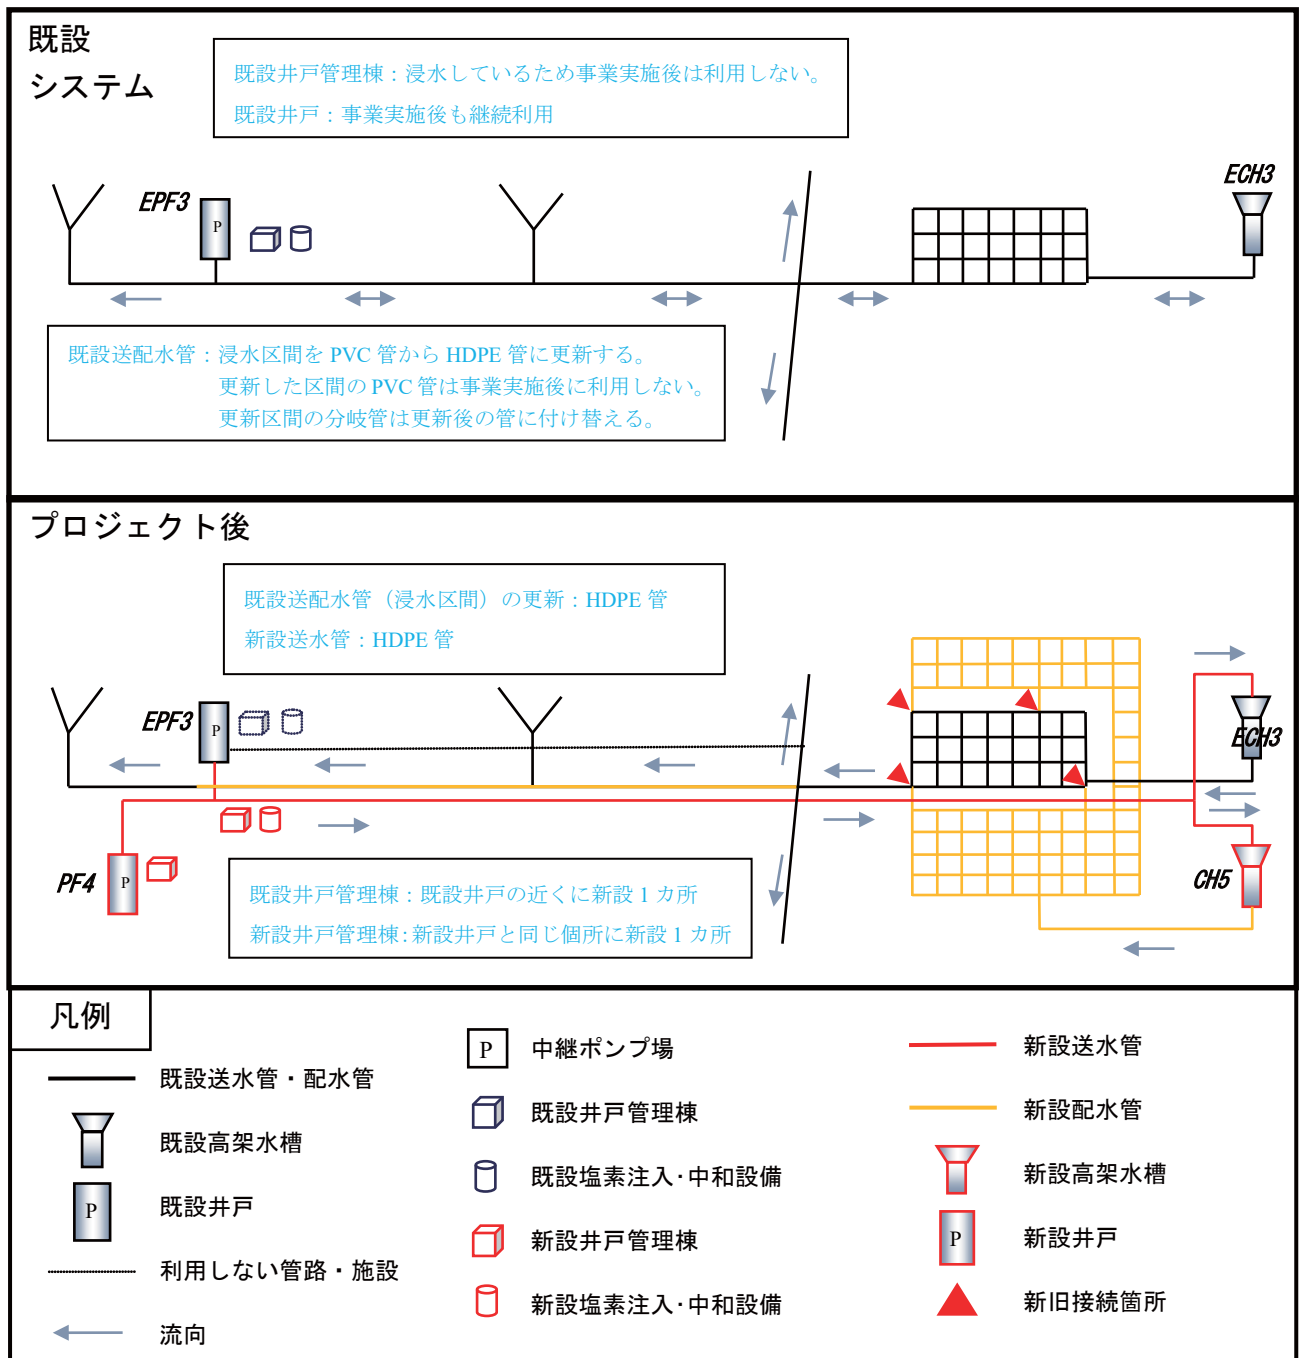 既設
システム
既設井戸管理棟：浸水しているため事業実施後は利用しない。
既設井戸：事業実施後も継続利用
EPF3
P
ECH3
既設送配水管：浸水区間を PVC 管から HDPE 管に更新する。
更新した区間の PVC 管は事業実施後に利用しない。
更新区間の分岐管は更新後の管に付け替える。
プロジェクト後
既設送配水管（浸水区間）の更新：HDPE 管
新設送水管：HDPE 管
EPF3
P
ECH3
PF4
P
CH5
既設井戸管理棟：既設井戸の近くに新設 1 カ所
新設井戸管理棟：新設井戸と同じ個所に新設 1 カ所
凡例
既設送水管・配水管
既設高架水槽
P
既設井戸
利用しない管路・施設
流向
P
中継ポンプ場
既設井戸管理棟
既設塩素注入・中和設備
新設井戸管理棟
新設塩素注入・中和設備
新設送水管
新設配水管
新設高架水槽
P
新設井戸
新旧接続箇所